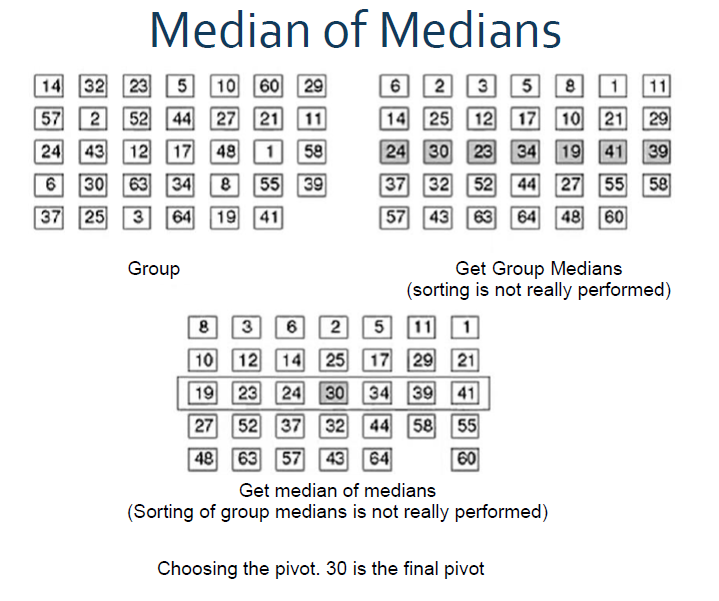 Median of Medians
14 32 23 5 10 60 29
57 2 52 44 27 21 11
24 43 12 17 48 1 58
6 30 63 34 8 55 39
37 25 3 64 19 41
Group
6 2 3 5 8 1 11
14 25 12 17 10 21 29
24 30 23 34 19 41 39
37 32 52 44 27 55 58
57 43 63 64 48 60
Get Group Medians
(sorting is not really performed)
8 3 6 2 5 11 1
10 12 14 25 17 29 21
19 23 24 30 34 39 41
27 52 37 32 44 58 55
48 63 57 43 64 60
Get median of medians
(Sorting of group medians is not really performed)
Choosing the pivot. 30 is the final pivot